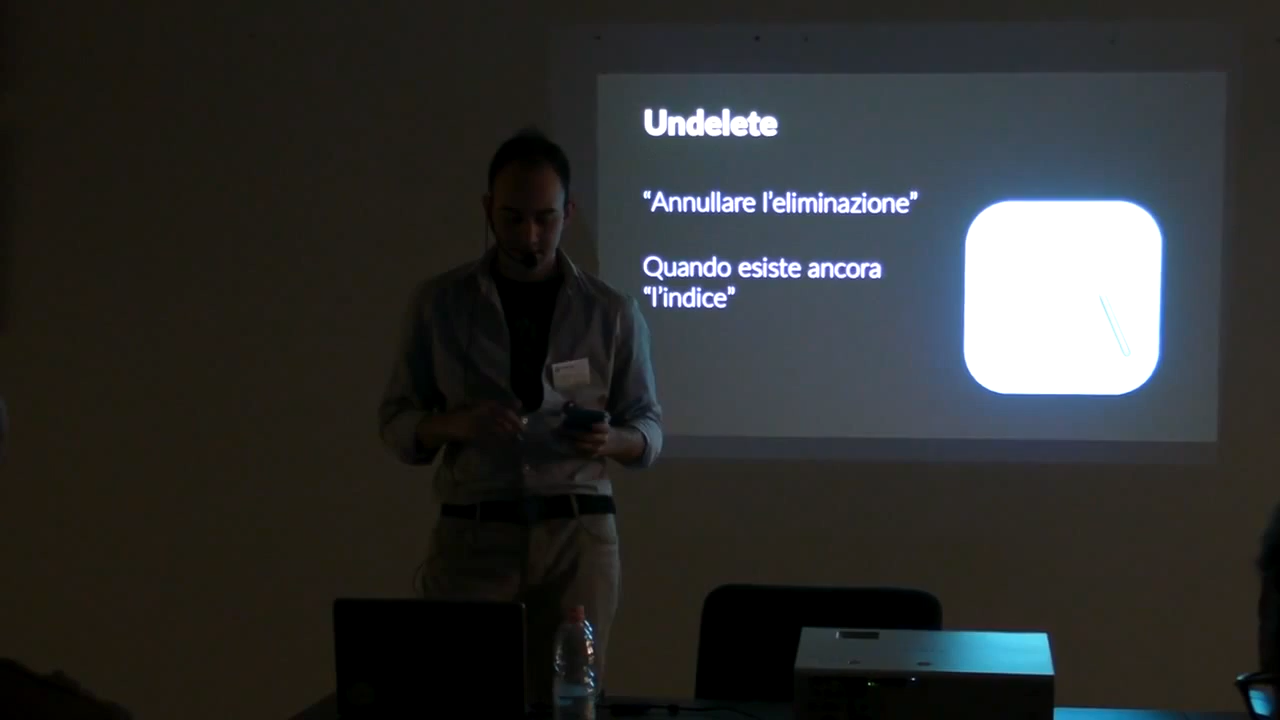 Undelete
“Annullare l’eliminazione”
Quando esiste ancora
“l’indice”